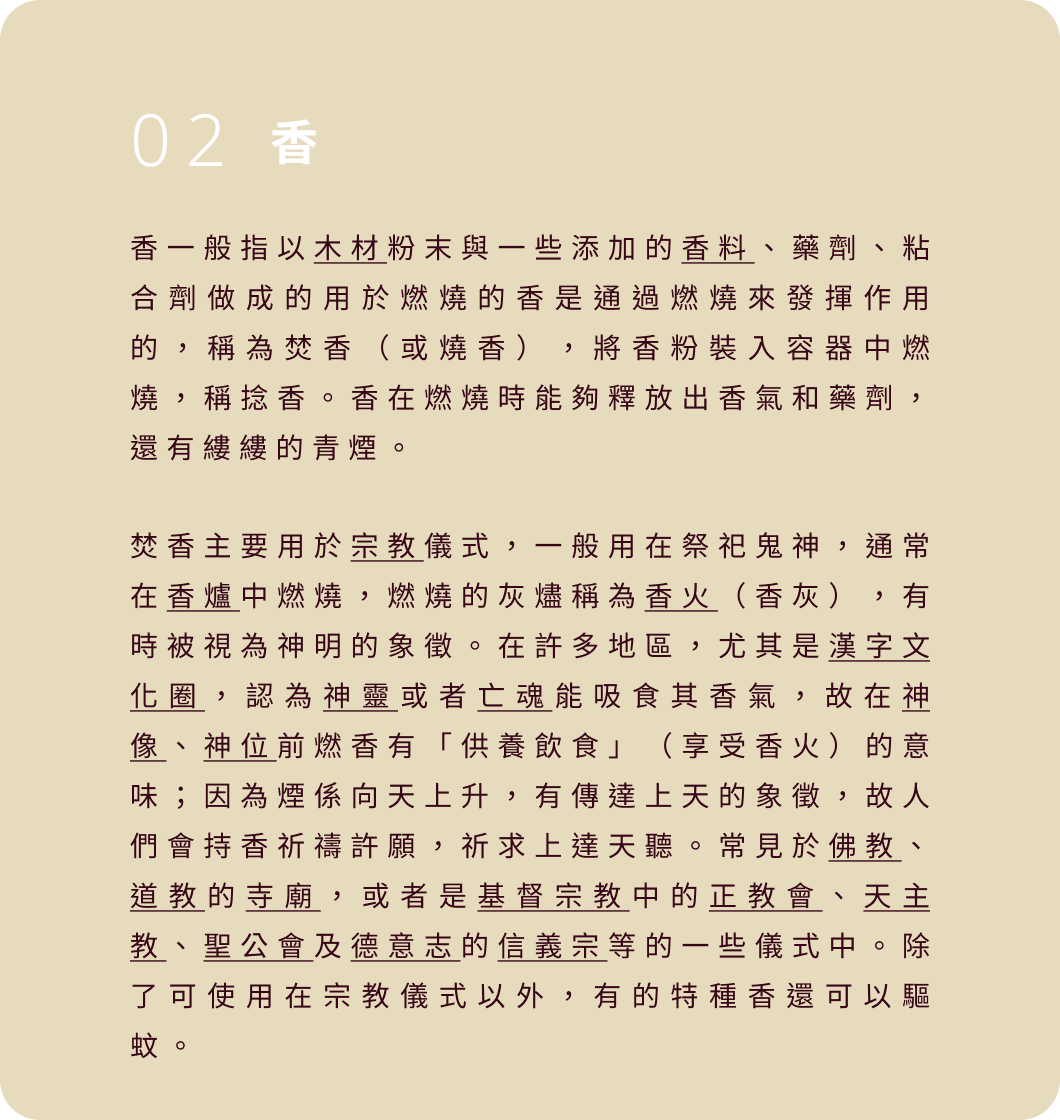 02 香
香一般指以木材粉末與一些添加的香料、藥劑、粘
合劑做成的用於燃燒的香是通過燃燒來發揮作用
的，稱為焚香（或燒香），將香粉裝入容器中燃
燒，稱捻香。香在燃燒時能夠釋放出香氣和藥劑，
還有縷縷的青煙。
焚香主要用於宗教儀式，一般用在祭祀鬼神，通常
在香爐中燃燒，燃燒的灰燼稱為香火（香灰），有
時被視為神明的象徵。在許多地區，尤其是漢字文
化圈，認為神靈或者亡魂能吸食其香氣，故在神
像、神位前燃香有「供養飲食」（享受香火）的意
味；因為煙係向天上升，有傳達上天的象徵，故人
們會持香祈禱許願，祈求上達天聽。常見於佛教、
道教的寺廟，或者是基督宗教中的正教會、天主
教、聖公會及德意志的信義宗等的一些儀式中。除
了可使用在宗教儀式以外，有的特種香還可以驅
蚊。